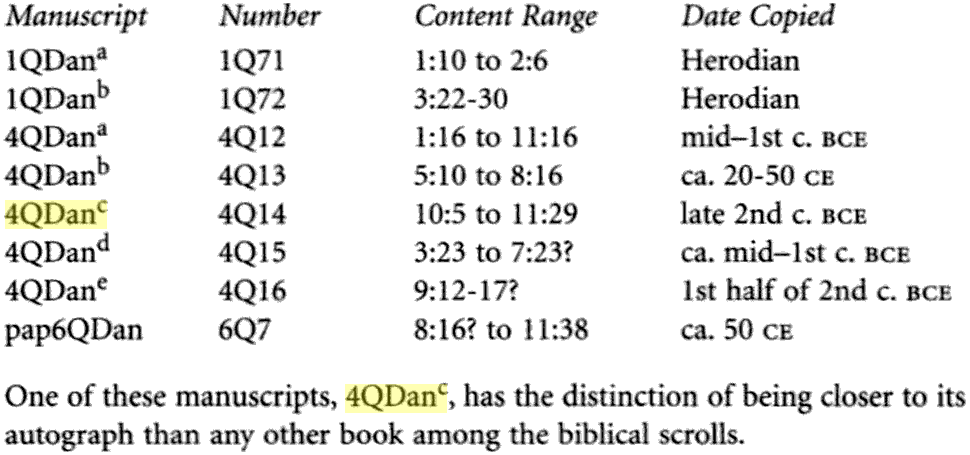 Manuscript Number Content Range Date Copied
1QDanᵃ 1Q71 1:10 to 2:6 Herodian
1QDanᵇ 1Q72 3:22-30 Herodian
4QDanᵃ 4Q12 1:16 to 11:16 mid–1st c. BCE
4QDanᵇ 4Q13 5:10 to 8:16 ca. 20-50 CE
4QDanᶜ 4Q14 10:5 to 11:29 late 2nd c. BCE
4QDanᵈ 4Q15 3:23 to 7:23? ca. mid–1st c. BCE
4QDanᵉ 4Q16 9:12-17? 1st half of 2nd c. BCE
pap6QDan 6Q7 8:16? to 11:38 ca. 50 CE
One of these manuscripts, 4QDanᶜ, has the distinction of being closer to its
autograph than any other book among the biblical scrolls.